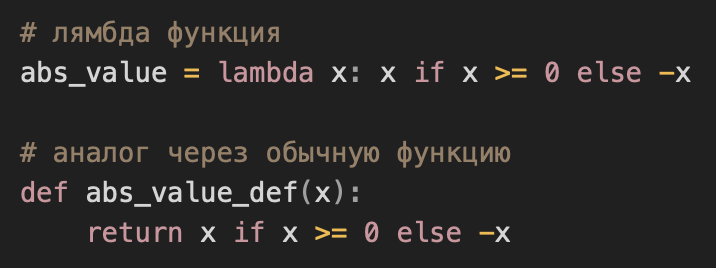 # лямбда функция
abs_value = lambda x: x if x >= 0 else -x

# аналог через обычную функцию
def abs_value_def(x):
    return x if x >= 0 else -x